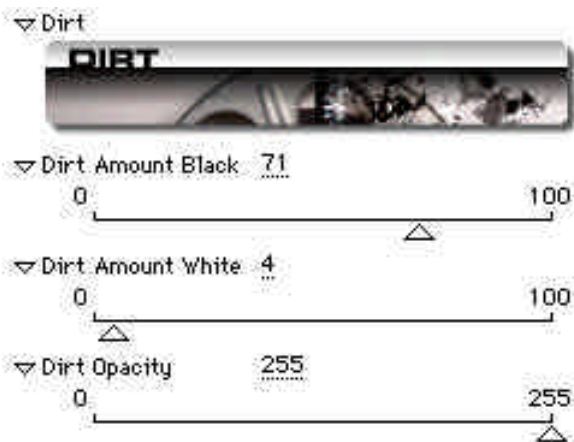 Dirt
DIRT
Dirt Amount Black 71
0 100
Dirt Amount White 4
0 100
Dirt Opacity 255
0 255